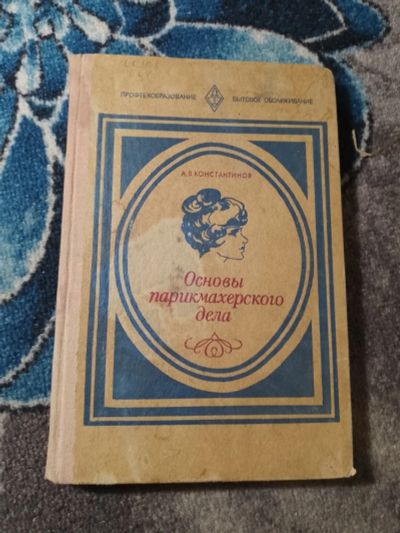 ПРОФТЕХОБРАЗОВАНИЕ БЫТОВОЕ ОБСЛУЖИВАНИЕ
А.В.КОНСТАНТИНОВ
Основы
парикмахерского
дела